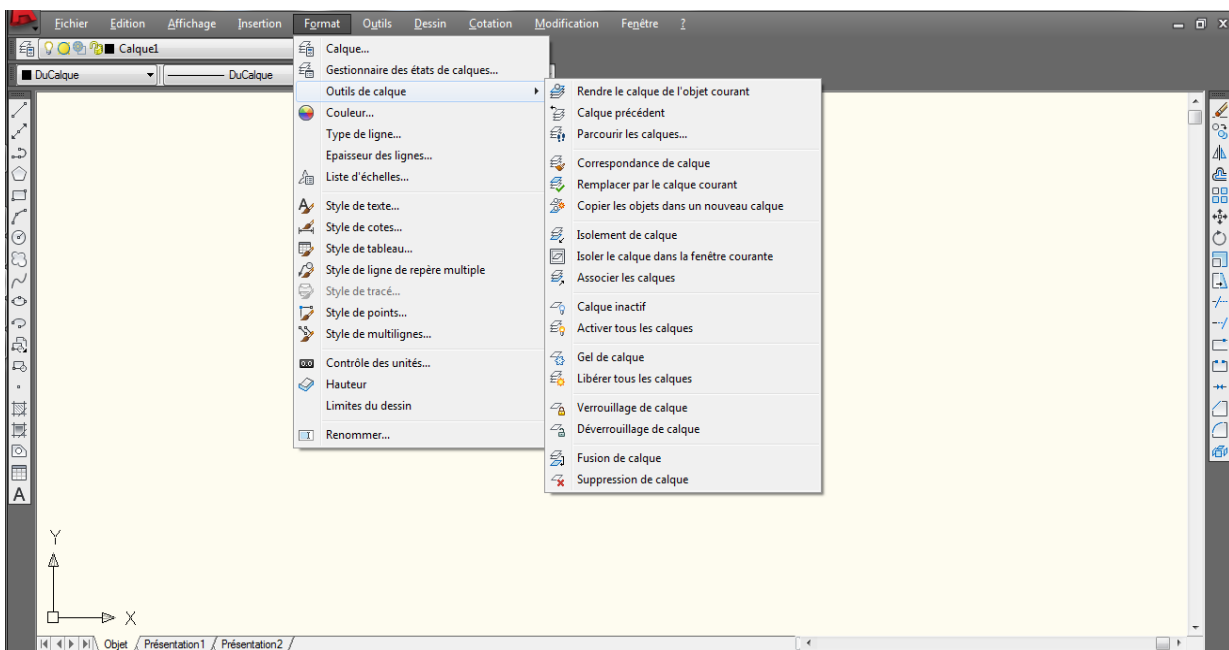 Fichier Edition Affichage Insertion Format Outils Dessin Cotation Modification Fenêtre ?
Calque1
DuCalque DuCalque
Calque...
Gestionnaire des états de calques...
Outils de calque
Couleur...
Type de ligne...
Epaisseur des lignes...
Liste d'échelles...
Style de texte...
Style de cotes...
Style de tableau...
Style de ligne de repère multiple
Style de tracé...
Style de points...
Style de multilignes...
Contrôle des unités...
Hauteur
Limites du dessin
Renommer...
Rendre le calque de l'objet courant
Calque précédent
Parcourir les calques...
Correspondance de calque
Remplacer par le calque courant
Copier les objets dans un nouveau calque
Isolement de calque
Isoler le calque dans la fenêtre courante
Associer les calques
Calque inactif
Activer tous les calques
Gel de calque
Libérer tous les calques
Verrouillage de calque
Déverrouillage de calque
Fusion de calque
Suppression de calque
A
Y
X
Objet Présentation1 Présentation2